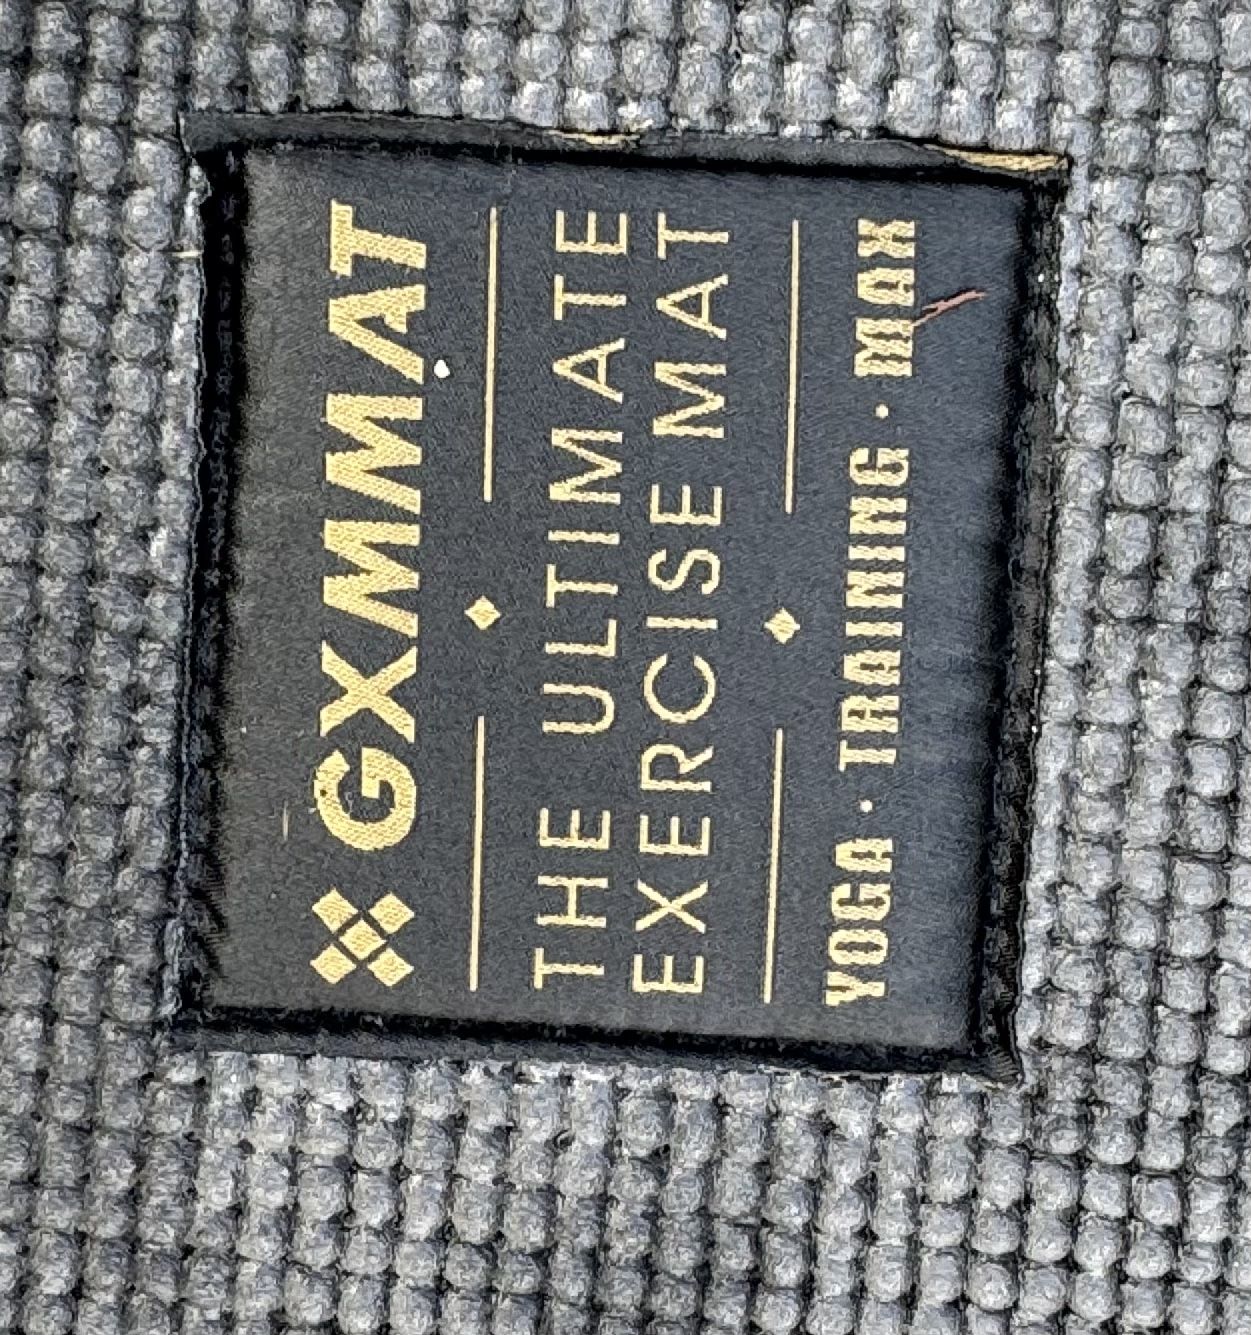 GXMMAT
THE ULTIMATE
EXERCISE MAT
YOGA · TRAINING · MAX